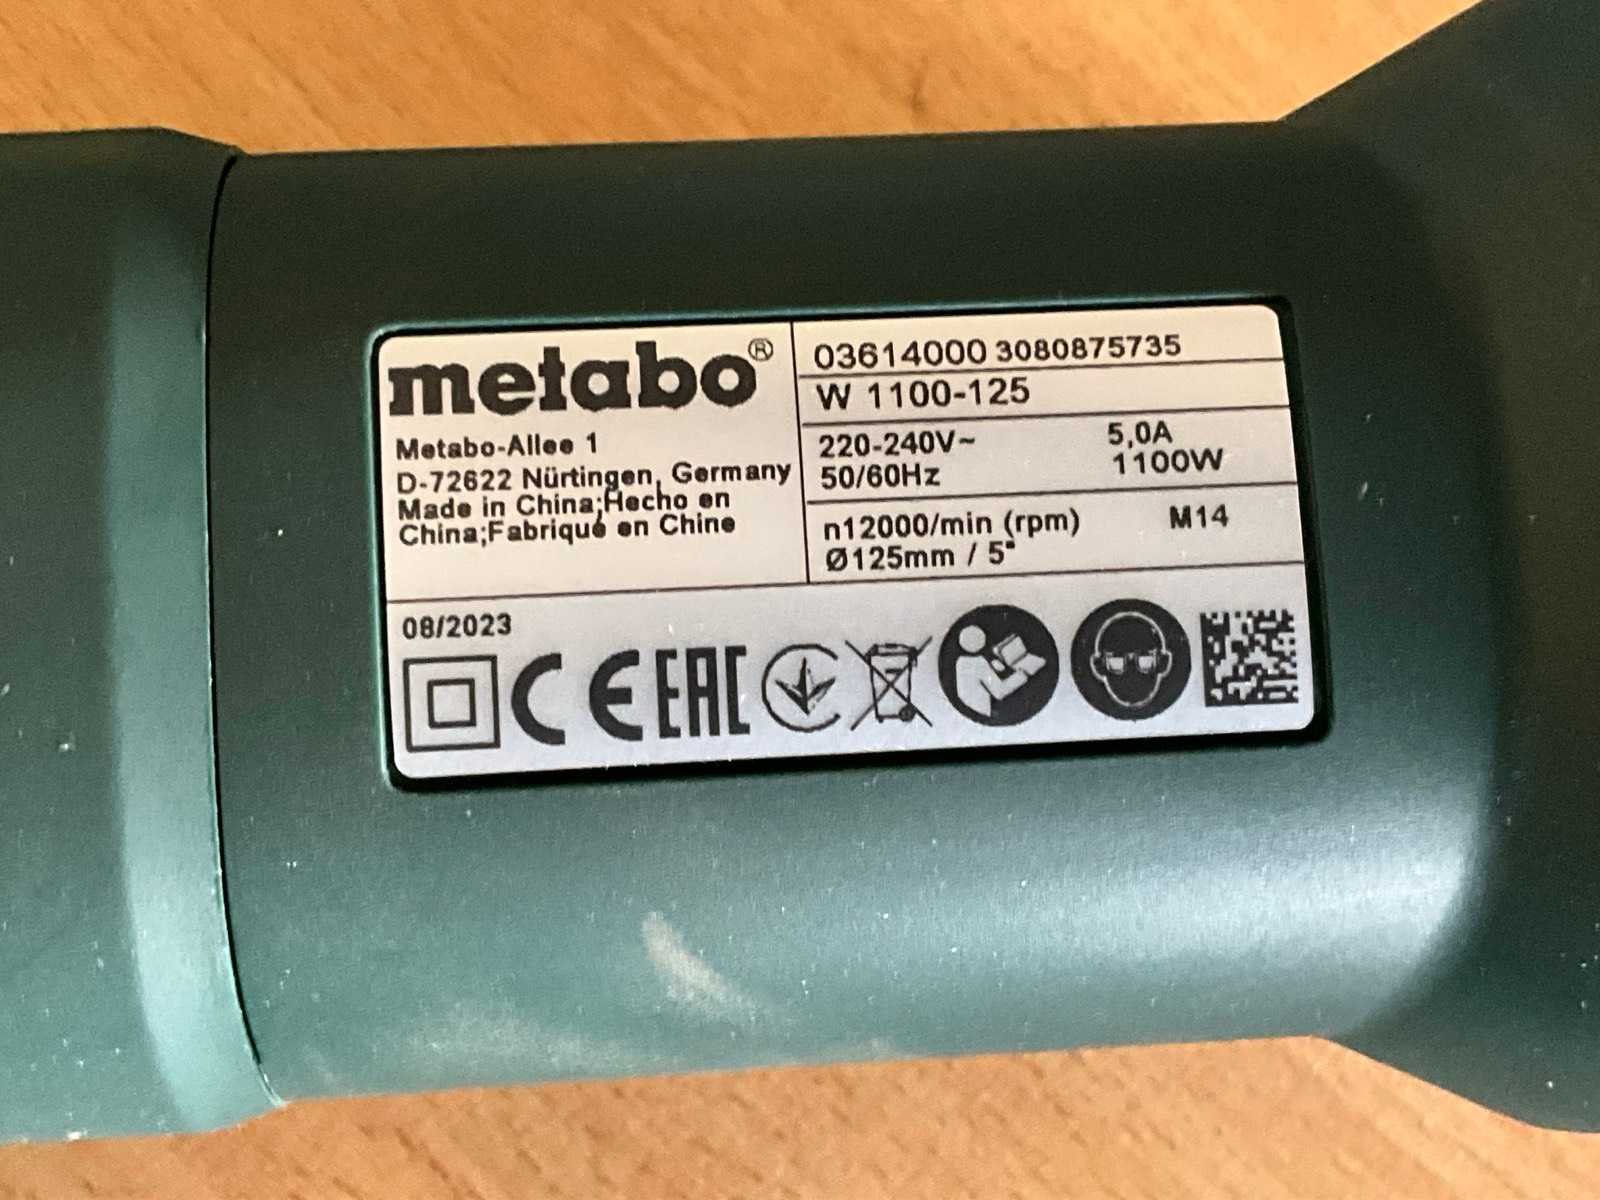 metabo®
Metabo-Allee 1
D-72622 Nürtingen, Germany
Made in China;Hecho en
China;Fabriqué en Chine
03614000 3080875735
W 1100-125
220-240V~ 5,0A
50/60Hz 1100W
n12000/min (rpm) M14
Ø125mm / 5"
08/2023
CE EAC